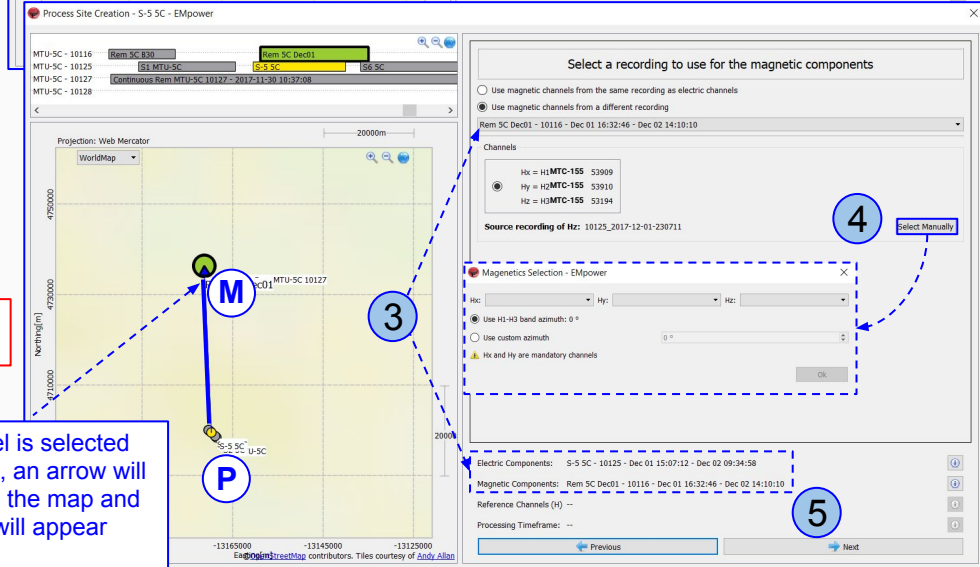 Process Site Creation - S-5 5C - EMpower
MTU-5C - 10116 Rem 5C B30 Rem 5C Dec01
MTU-5C - 10125 S1 MTU-5C S-5 5C S6 5C
MTU-5C - 10127 Continuous Rem MTU-5C 10127 - 2017-11-30 10:37:08
MTU-5C - 10128
Projection: Web Mercator
20000m
WorldMap
4750000
4730000
4710000
Northing[m]
M
ec01 MTU-5C 10127
S-5 5C
U-5C
P
2000
-13165000 -13145000 -13125000
Easting[m]
OpenStreetMap contributors. Tiles courtesy of Andy Allan
el is selected
, an arrow will
the map and
will appear
Select a recording to use for the magnetic components
Use magnetic channels from the same recording as electric channels
Use magnetic channels from a different recording
Rem 5C Dec01 - 10116 - Dec 01 16:32:46 - Dec 02 14:10:10
Channels
Hx = H1MTC-155 53909
Hy = H2MTC-155 53910
Hz = H3MTC-155 53194
Source recording of Hz: 10125_2017-12-01-230711
4
Select Manually
3
Magenetics Selection - EMpower
Hx: Hy: Hz:
Use H1-H3 band azimuth: 0 º
Use custom azimuth 0 º
Hx and Hy are mandatory channels
Ok
Electric Components: S-5 5C - 10125 - Dec 01 15:07:12 - Dec 02 09:34:58
Magnetic Components: Rem 5C Dec01 - 10116 - Dec 01 16:32:46 - Dec 02 14:10:10
Reference Channels (H) --
Processing Timeframe: --
5
Previous Next